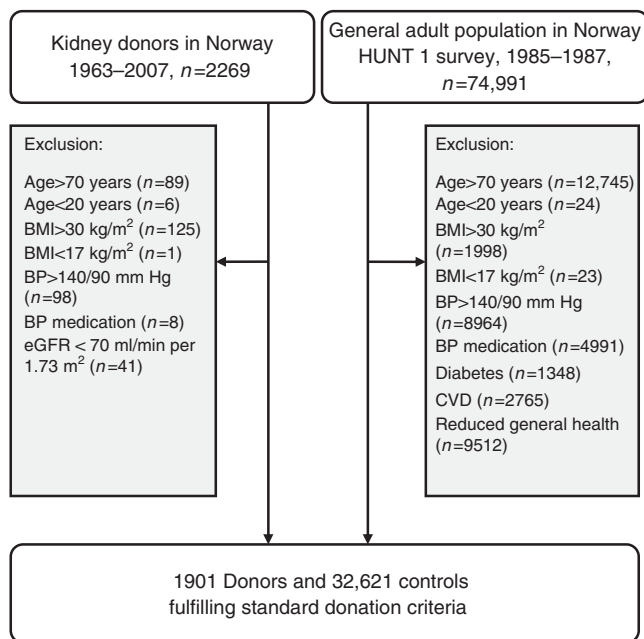 Kidney donors in Norway
1963–2007, n=2269
General adult population in Norway
HUNT 1 survey, 1985–1987,
n=74,991
Exclusion:
Age>70 years (n=89)
Age<20 years (n=6)
BMI>30 kg/m² (n=125)
BMI<17 kg/m² (n=1)
BP>140/90 mm Hg
(n=98)
BP medication (n=8)
eGFR < 70 ml/min per
1.73 m² (n=41)
Exclusion:
Age>70 years (n=12,745)
Age<20 years (n=24)
BMI>30 kg/m²
(n=1998)
BMI<17 kg/m² (n=23)
BP>140/90 mm Hg
(n=8964)
BP medication (n=4991)
Diabetes (n=1348)
CVD (n=2765)
Reduced general health
(n=9512)
1901 Donors and 32,621 controls
fulfilling standard donation criteria